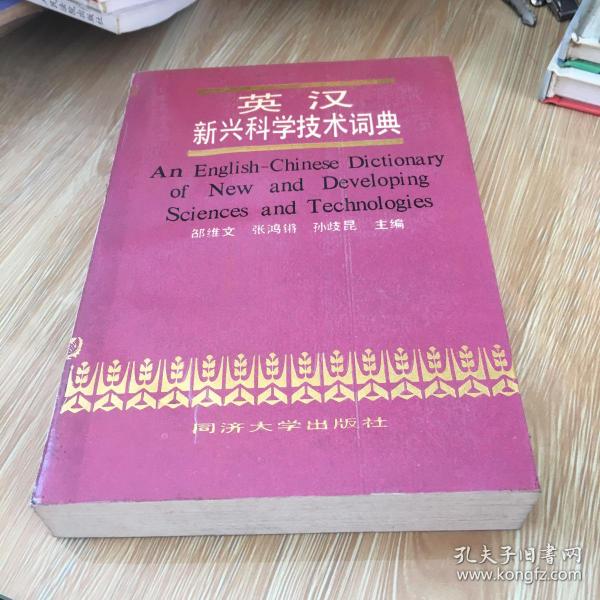 英汉
新兴科学技术词典
An English-Chinese Dictionary
of New and Developing
Sciences and Technologies
邹维文 张鸿锵 孙歧昆 主编
同济大学出版社
孔夫子旧书网
www.kongfz.com